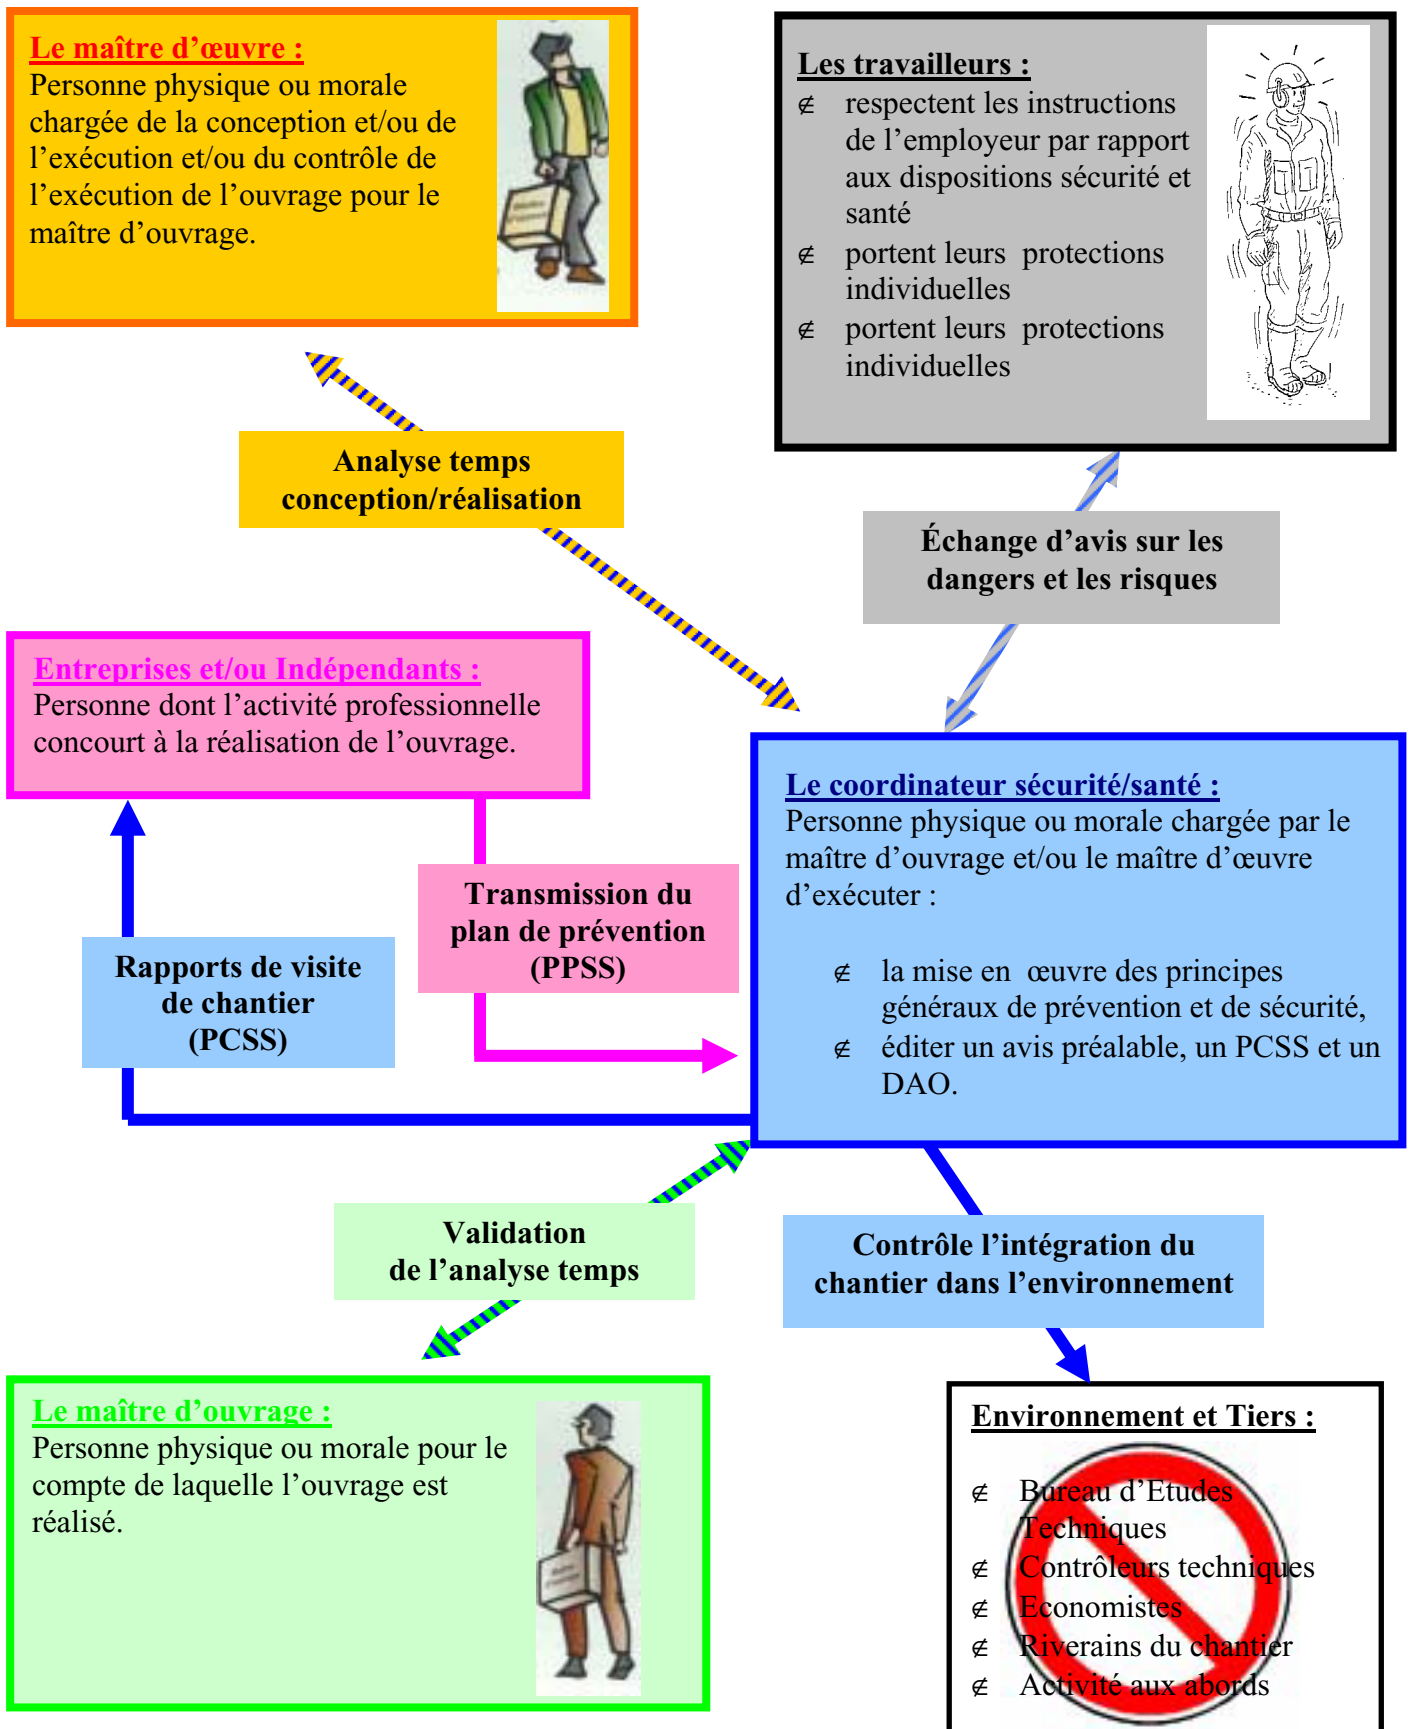 Le maître d’œuvre :
Personne physique ou morale
chargée de la conception et/ou de
l’exécution et/ou du contrôle de
l’exécution de l’ouvrage pour le
maître d’ouvrage.
Les travailleurs :
∉ respectent les instructions
de l’employeur par rapport
aux dispositions sécurité et
santé
∉ portent leurs protections
individuelles
∉ portent leurs protections
individuelles
Analyse temps
conception/réalisation
Échange d’avis sur les
dangers et les risques
Entreprises et/ou Indépendants :
Personne dont l’activité professionnelle
concourt à la réalisation de l’ouvrage.
Le coordinateur sécurité/santé :
Personne physique ou morale chargée par le
maître d’ouvrage et/ou le maître d’œuvre
d’exécuter :
∉ la mise en œuvre des principes
généraux de prévention et de sécurité,
∉ éditer un avis préalable, un PCSS et un
DAO.
Transmission du
plan de prévention
(PPSS)
Rapports de visite
de chantier
(PCSS)
Validation
de l’analyse temps
Contrôle l’intégration du
chantier dans l’environnement
Le maître d’ouvrage :
Personne physique ou morale pour le
compte de laquelle l’ouvrage est
réalisé.
Environnement et Tiers :
∉ Bureau d’Etudes
Techniques
∉ Contrôleurs techniques
∉ Economistes
∉ Riverains du chantier
∉ Activité aux abords